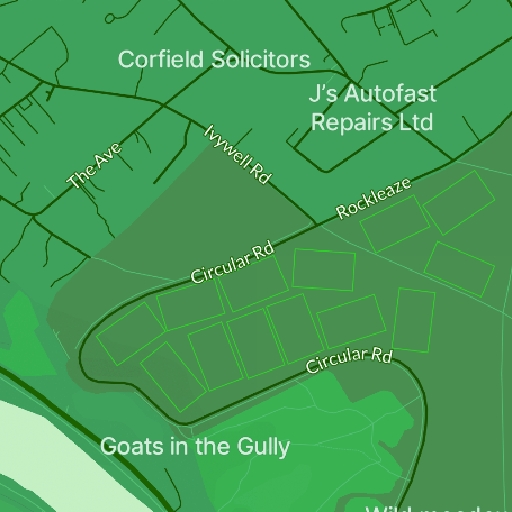 Corfield Solicitors
J's Autofast
Repairs Ltd
Ivywell Rd
The Ave
Rockleaze
Circular Rd
Circular Rd
Goats in the Gully